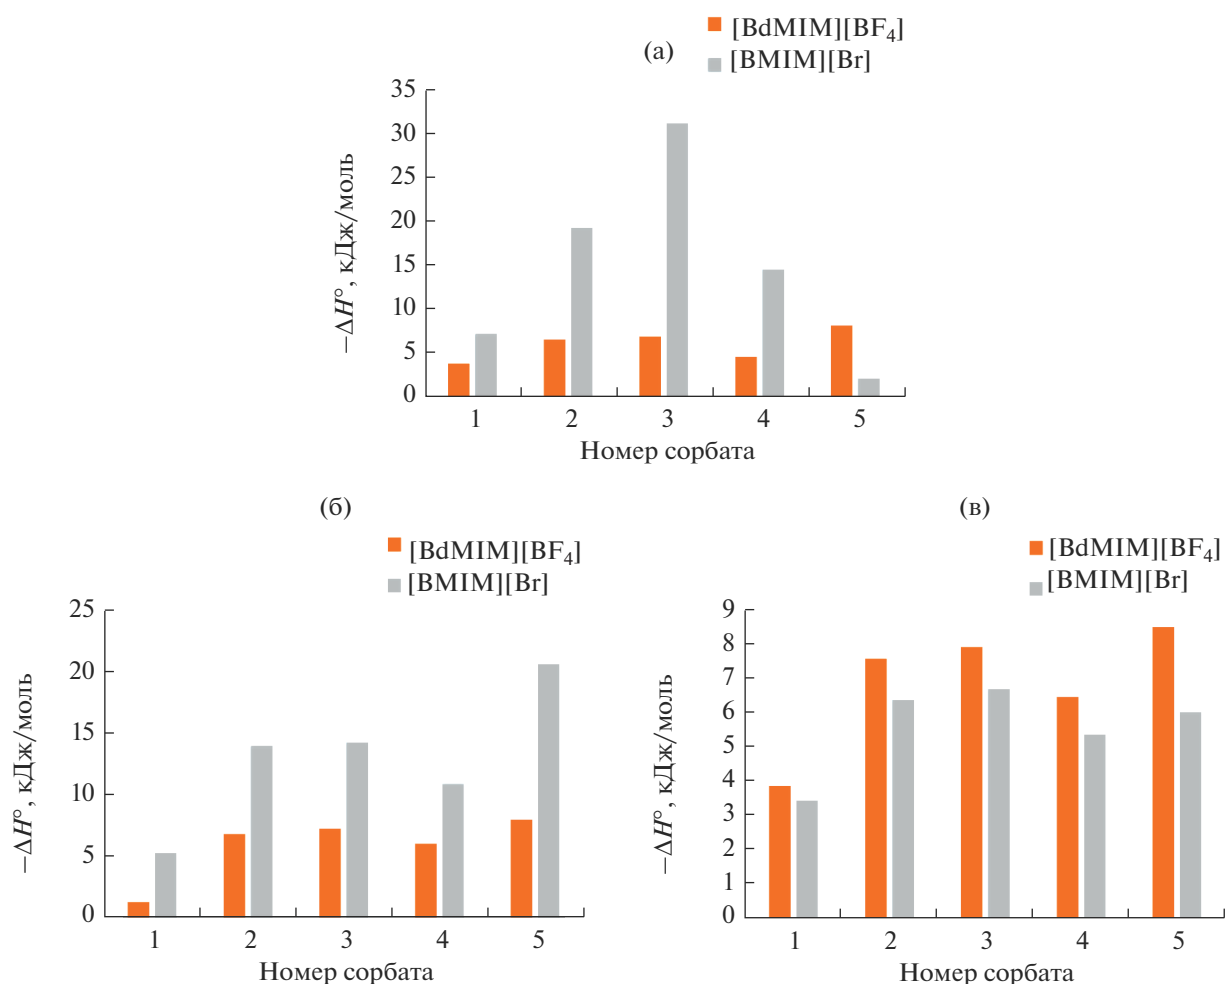 (а)
[BdMIM][BF₄]
[BMIM][Br]
35
30
25
20
15
10
5
0
−ΔH°, кДж/моль
1 2 3 4 5
Номер сорбата
(б)
[BdMIM][BF₄]
[BMIM][Br]
25
20
15
10
5
0
−ΔH°, кДж/моль
1 2 3 4 5
Номер сорбата
(в)
[BdMIM][BF₄]
[BMIM][Br]
9
8
7
6
5
4
3
2
1
0
−ΔH°, кДж/моль
1 2 3 4 5
Номер сорбата